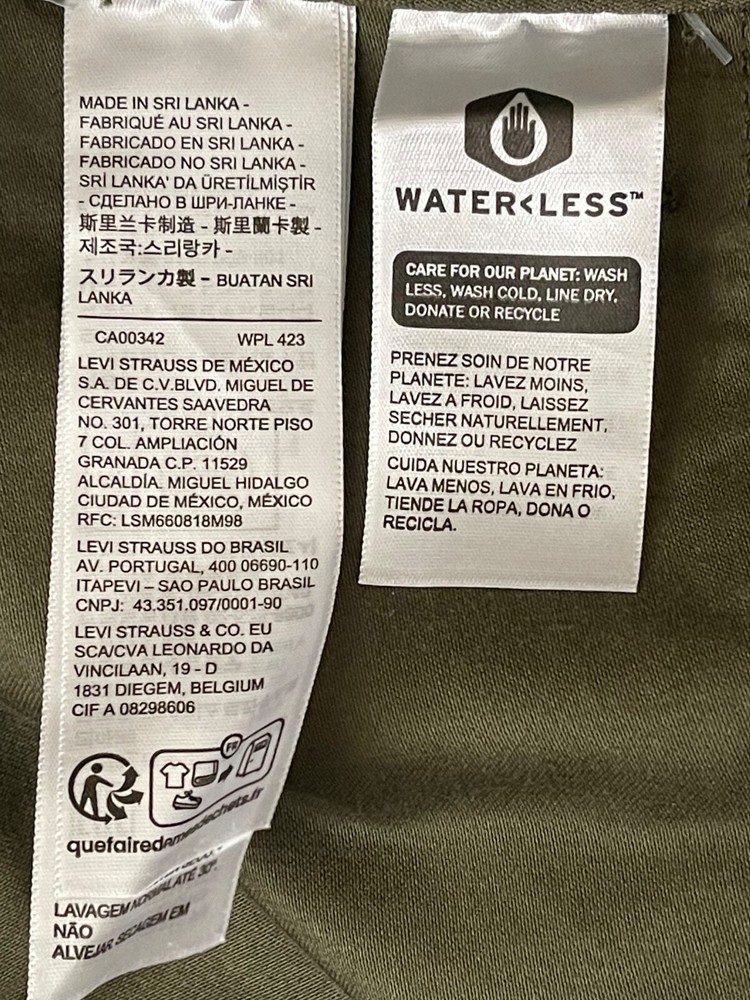 MADE IN SRI LANKA -
FABRIQUÉ AU SRI LANKA -
FABRICADO EN SRI LANKA -
FABRICADO NO SRI LANKA -
SRİ LANKA' DA ÜRETİLMİŞTİR
- СДЕЛАНО В ШРИ-ЛАНКЕ -
斯里兰卡制造 - 斯里蘭卡製 -
제조국:스리랑카 -
スリランカ製 - BUATAN SRI
LANKA
CA00342 WPL 423
LEVI STRAUSS DE MÉXICO
S.A. DE C.V.BLVD. MIGUEL DE
CERVANTES SAAVEDRA
NO. 301, TORRE NORTE PISO
7 COL. AMPLIACIÓN
GRANADA C.P. 11529
ALCALDÍA. MIGUEL HIDALGO
CIUDAD DE MÉXICO, MÉXICO
RFC: LSM660818M98
LEVI STRAUSS DO BRASIL
AV. PORTUGAL, 400 06690-110
ITAPEVI – SAO PAULO BRASIL
CNPJ: 43.351.097/0001-90
LEVI STRAUSS & CO. EU
SCA/CVA LEONARDO DA
VINCILAAN, 19 - D
1831 DIEGEM, BELGIUM
CIF A 08298606
FR
quefairedemesdechets.fr
LAVAGEM NORMAL ATÉ 30°.
NÃO
ALVEJAR SECAGEM EM
WATER<LESS™
CARE FOR OUR PLANET: WASH
LESS, WASH COLD, LINE DRY,
DONATE OR RECYCLE
PRENEZ SOIN DE NOTRE
PLANETE: LAVEZ MOINS,
LAVEZ A FROID, LAISSEZ
SECHER NATURELLEMENT,
DONNEZ OU RECYCLEZ
CUIDA NUESTRO PLANETA:
LAVA MENOS, LAVA EN FRIO,
TIENDE LA ROPA, DONA O
RECICLA.